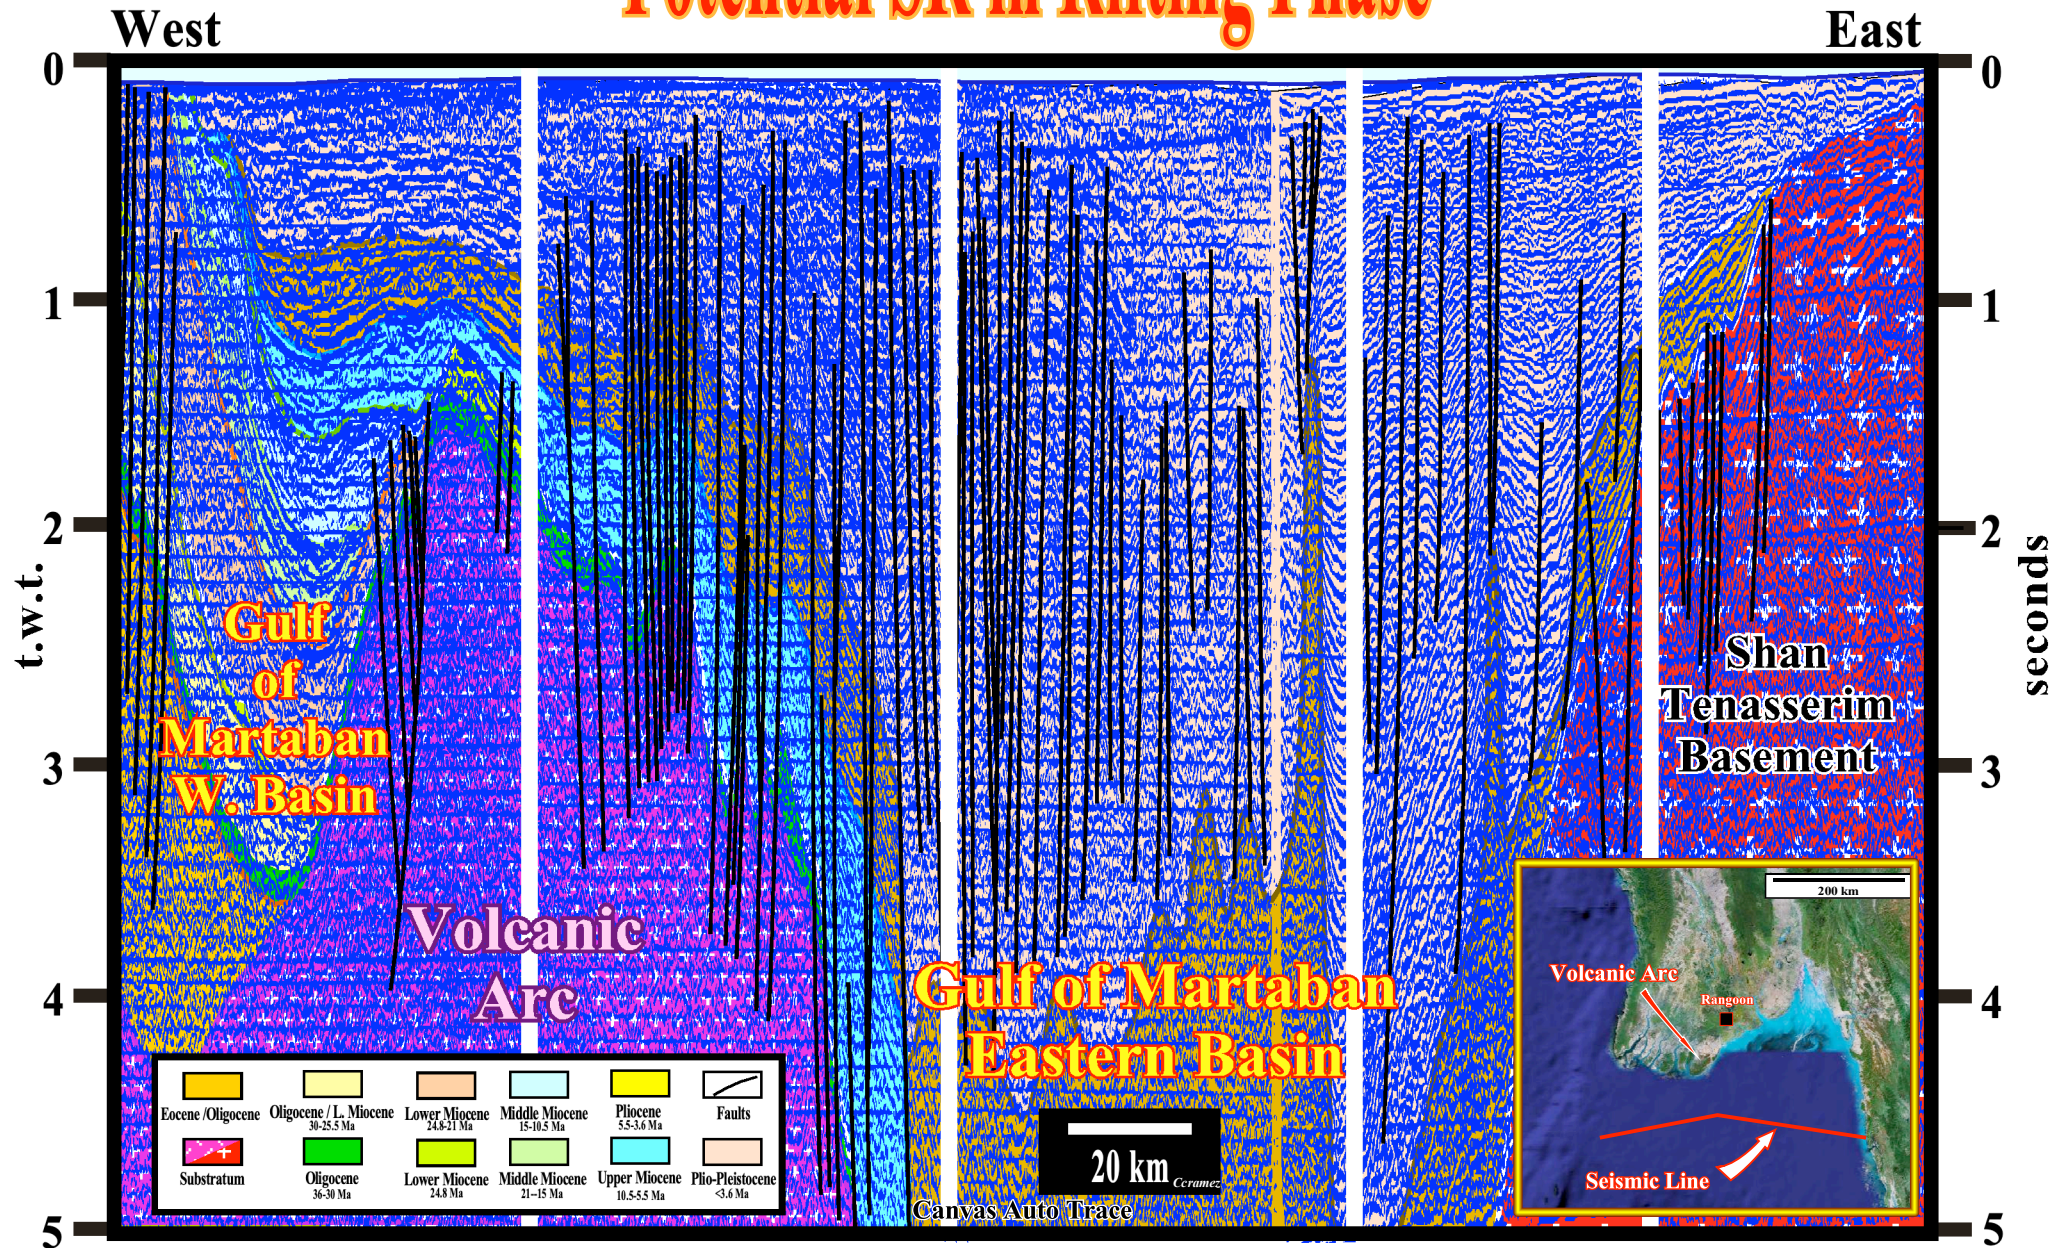 Potential SR in Rifting Phase
West
East
0
1
2
3
4
5
t.w.t.
0
1
2
3
4
5
seconds
Gulf
of
Martaban
W. Basin
Volcanic
Arc
Gulf of Martaban
Eastern Basin
Shan
Tenasserim
Basement
Eocene /Oligocene
Oligocene / L. Miocene
30-25.5 Ma
Lower Miocene
24.8-21 Ma
Middle Miocene
15-10.5 Ma
Pliocene
5.5-3.6 Ma
Faults
Substratum
Oligocene
36-30 Ma
Lower Miocene
24.8 Ma
Middle Miocene
21--15 Ma
Upper Miocene
10.5-5.5 Ma
Plio-Pleistocene
<3.6 Ma
20 km
Ccramez
Canvas Auto Trace
200 km
Volcanic Arc
Rangoon
Seismic Line